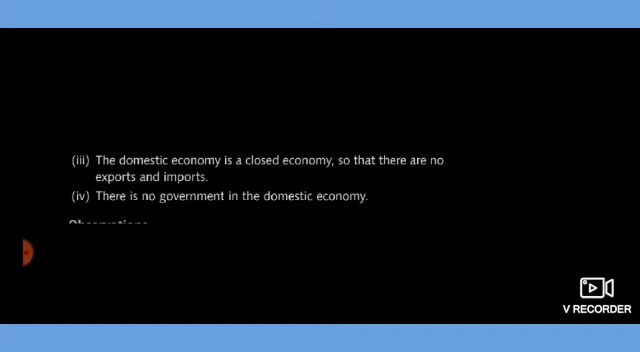 (iii) The domestic economy is a closed economy, so that there are no
exports and imports.
(iv) There is no government in the domestic economy.
V RECORDER